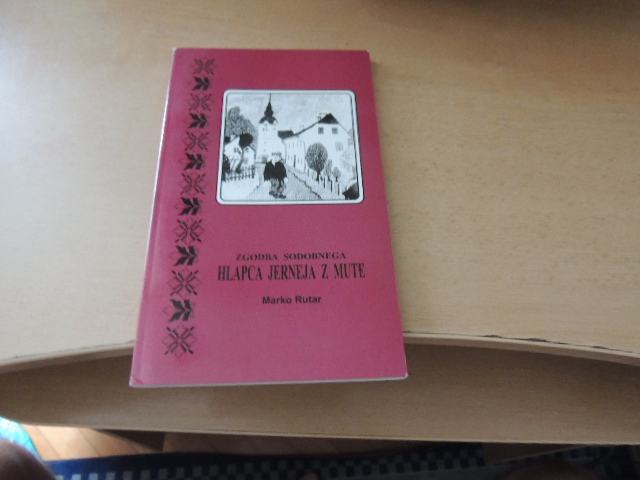 ZGODBA SODOBNEGA
HLAPCA JERNEJA Z MUTE
Marko Rutar